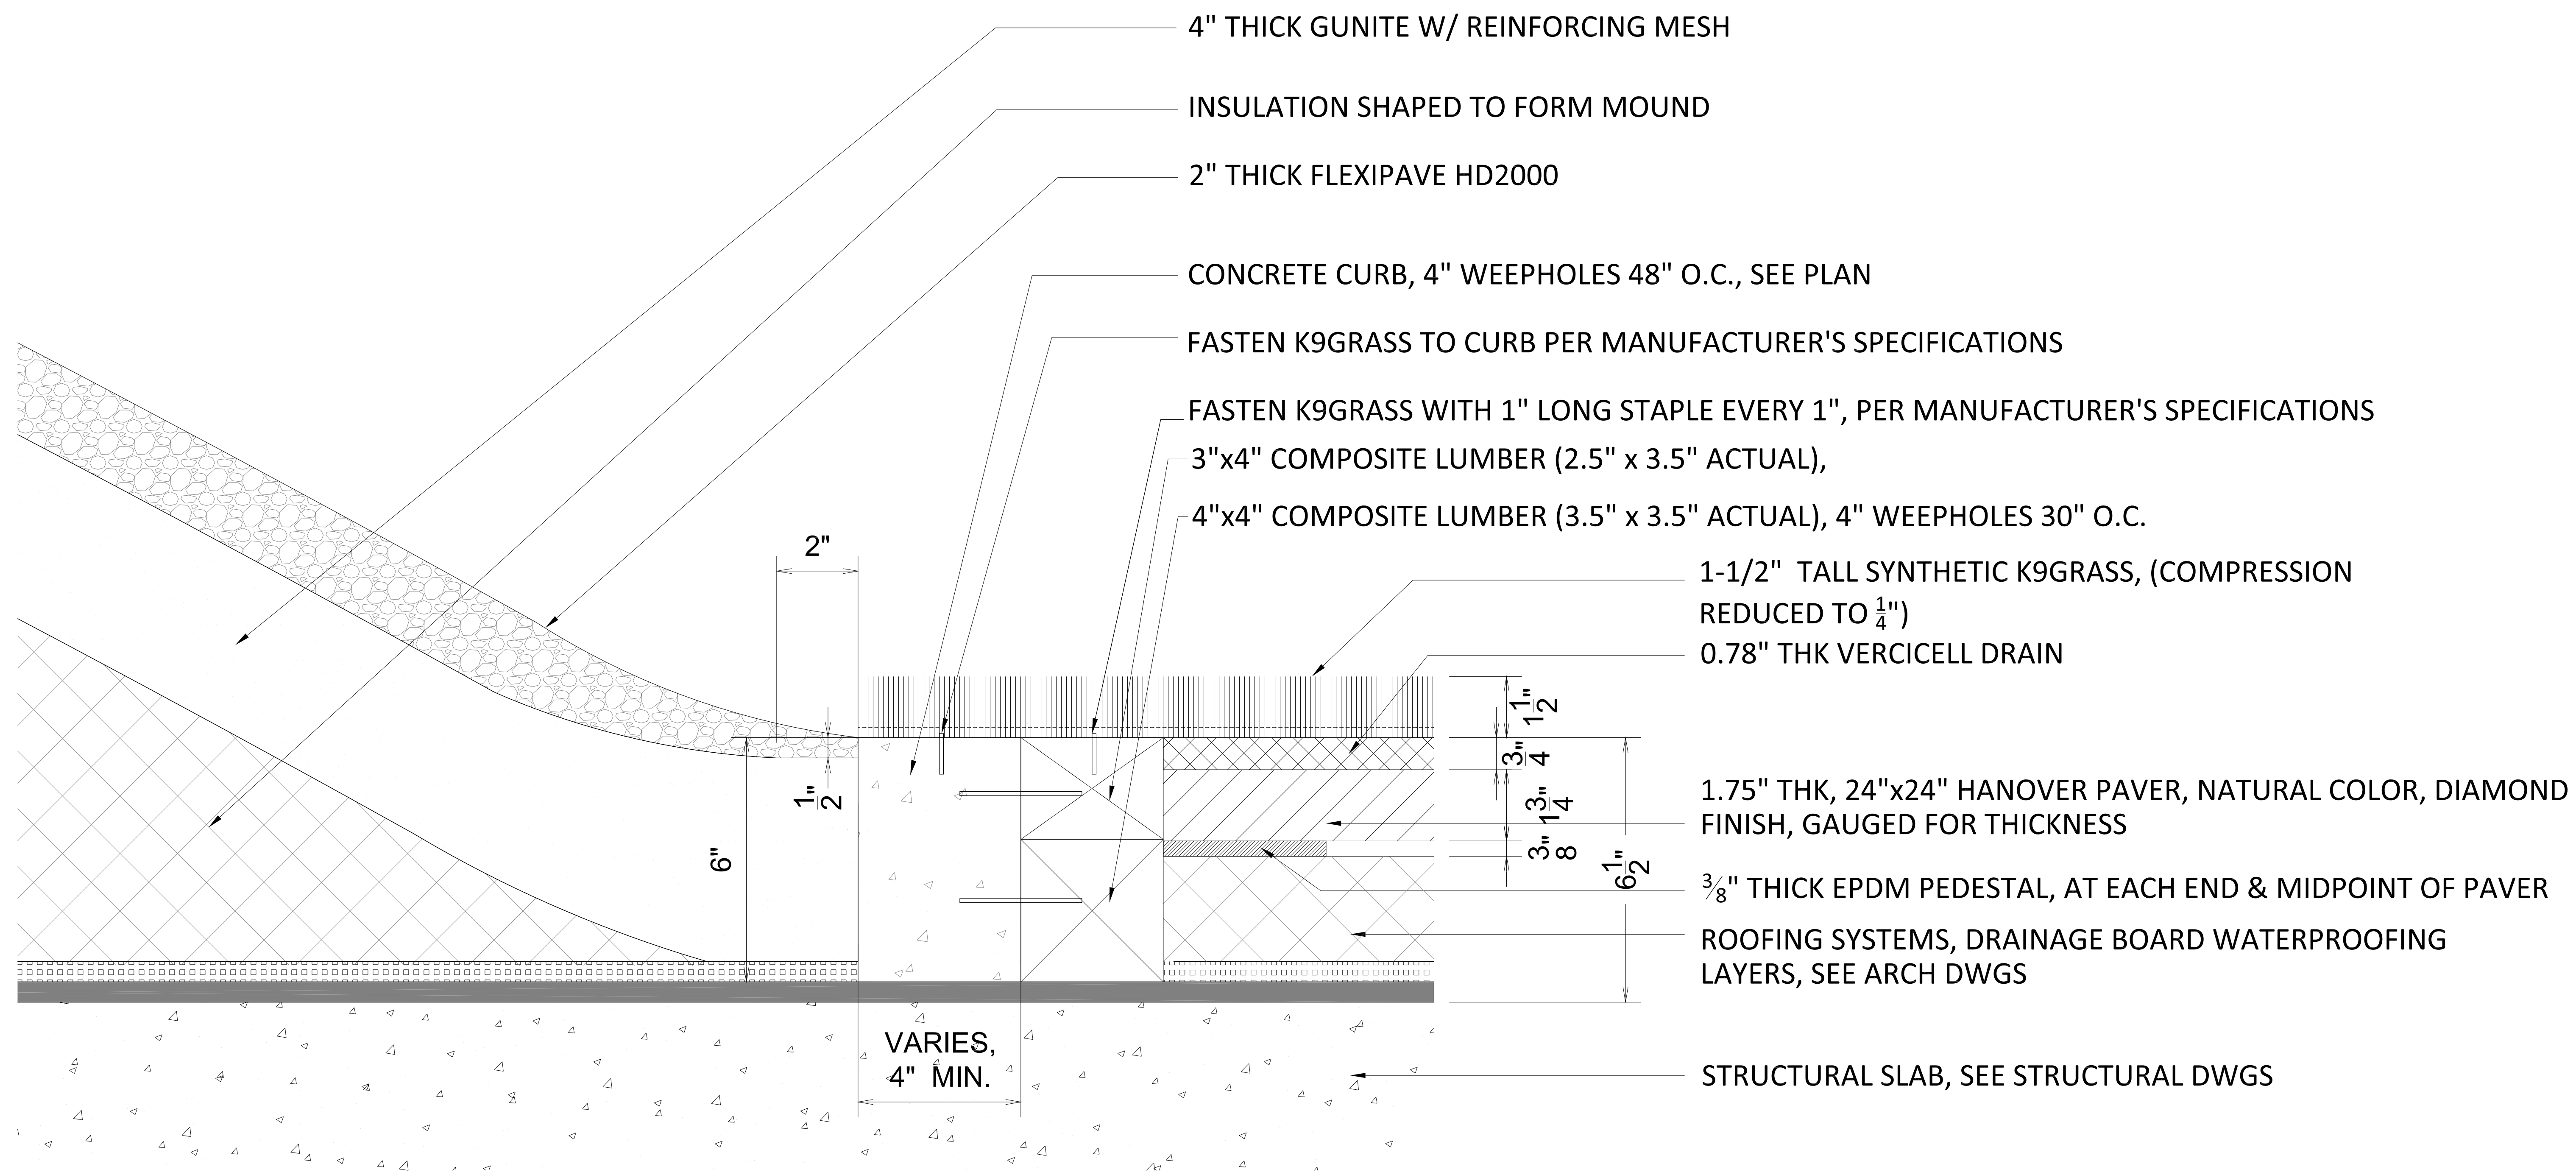 4" THICK GUNITE W/ REINFORCING MESH
INSULATION SHAPED TO FORM MOUND
2" THICK FLEXIPAVE HD2000
CONCRETE CURB, 4" WEEPHOLES 48" O.C., SEE PLAN
FASTEN K9GRASS TO CURB PER MANUFACTURER'S SPECIFICATIONS
FASTEN K9GRASS WITH 1" LONG STAPLE EVERY 1", PER MANUFACTURER'S SPECIFICATIONS
3"x4" COMPOSITE LUMBER (2.5" x 3.5" ACTUAL),
4"x4" COMPOSITE LUMBER (3.5" x 3.5" ACTUAL), 4" WEEPHOLES 30" O.C.
2"
1-1/2" TALL SYNTHETIC K9GRASS, (COMPRESSION
REDUCED TO 1/4")
0.78" THK VERCICELL DRAIN
1 1/2"
3/4"
1/2"
1 3/4"
1.75" THK, 24"x24" HANOVER PAVER, NATURAL COLOR, DIAMOND
FINISH, GAUGED FOR THICKNESS
3/8"
6"
6 1/2"
3/8" THICK EPDM PEDESTAL, AT EACH END & MIDPOINT OF PAVER
ROOFING SYSTEMS, DRAINAGE BOARD WATERPROOFING
LAYERS, SEE ARCH DWGS
VARIES,
4" MIN.
STRUCTURAL SLAB, SEE STRUCTURAL DWGS